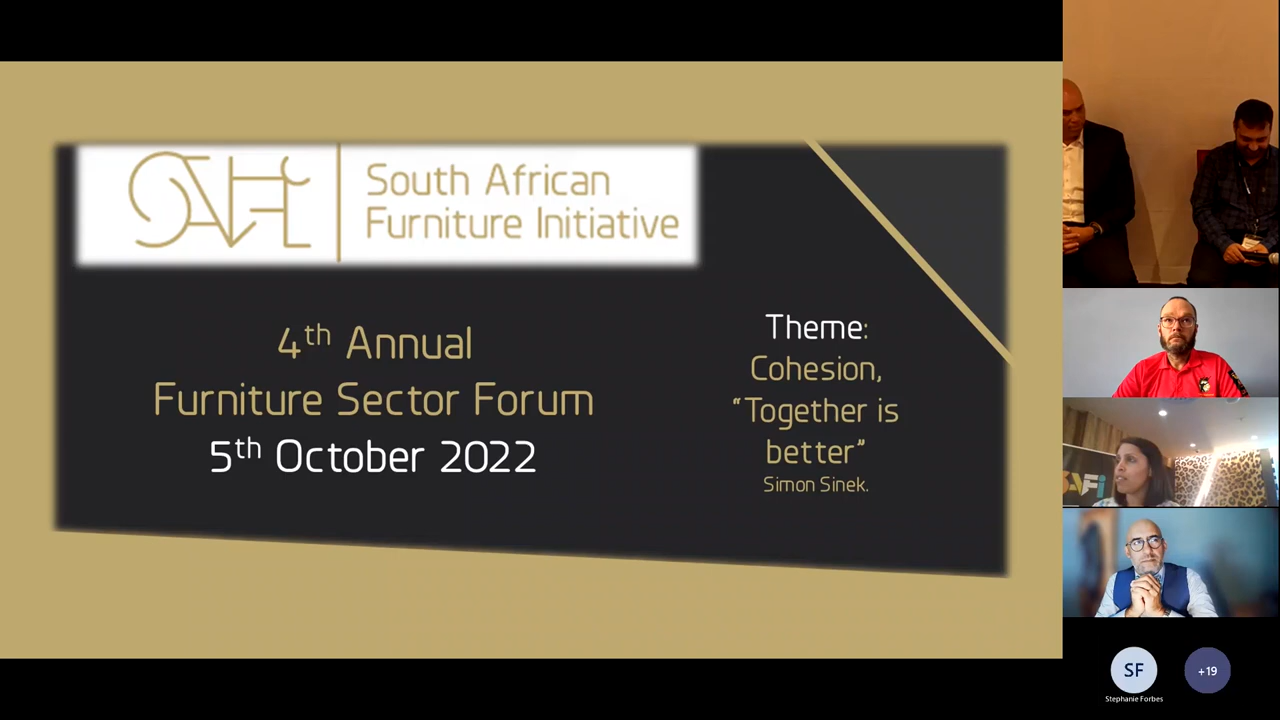 SAFI
South African
Furniture Initiative
4th Annual
Furniture Sector Forum
5th October 2022
Theme:
Cohesion,
“Together is
better”
Simon Sinek.
SAFi
SF
+19
Stephanie Forbes